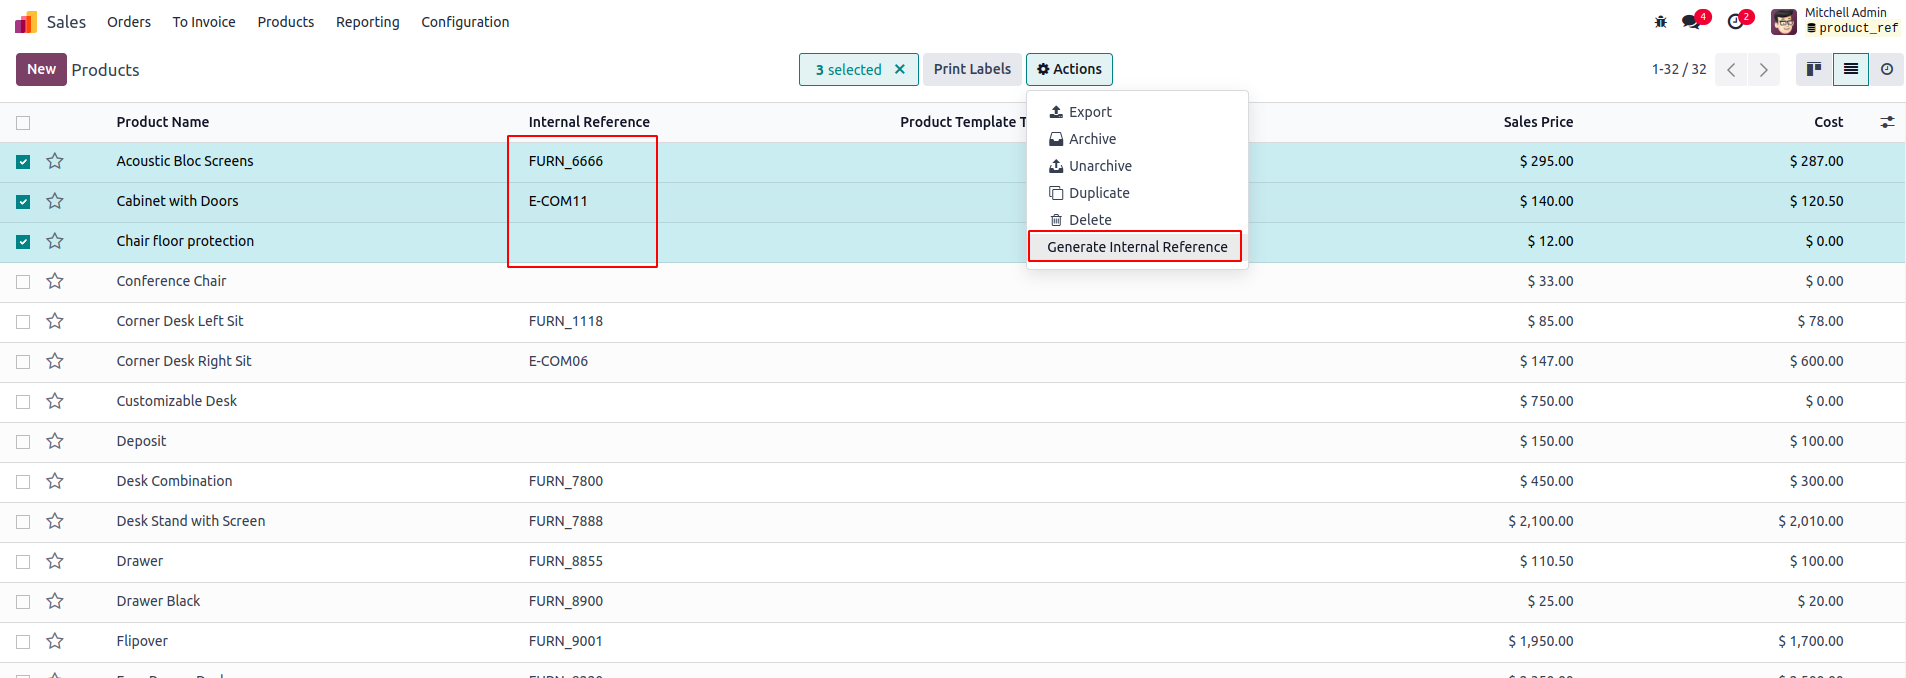 Sales Orders To Invoice Products Reporting Configuration 4 2 Mitchell Admin
product_ref
New Products 3 selected × Print Labels Actions 1-32 / 32
Export
Archive
Unarchive
Duplicate
Delete
Generate Internal Reference
Product Name Internal Reference Product Template T Sales Price Cost
Acoustic Bloc Screens FURN_6666 $ 295.00 $ 287.00
Cabinet with Doors E-COM11 $ 140.00 $ 120.50
Chair floor protection $ 12.00 $ 0.00
Conference Chair $ 33.00 $ 0.00
Corner Desk Left Sit FURN_1118 $ 85.00 $ 78.00
Corner Desk Right Sit E-COM06 $ 147.00 $ 600.00
Customizable Desk $ 750.00 $ 0.00
Deposit $ 150.00 $ 100.00
Desk Combination FURN_7800 $ 450.00 $ 300.00
Desk Stand with Screen FURN_7888 $ 2,100.00 $ 2,010.00
Drawer FURN_8855 $ 110.50 $ 100.00
Drawer Black FURN_8900 $ 25.00 $ 20.00
Flipover FURN_9001 $ 1,950.00 $ 1,700.00